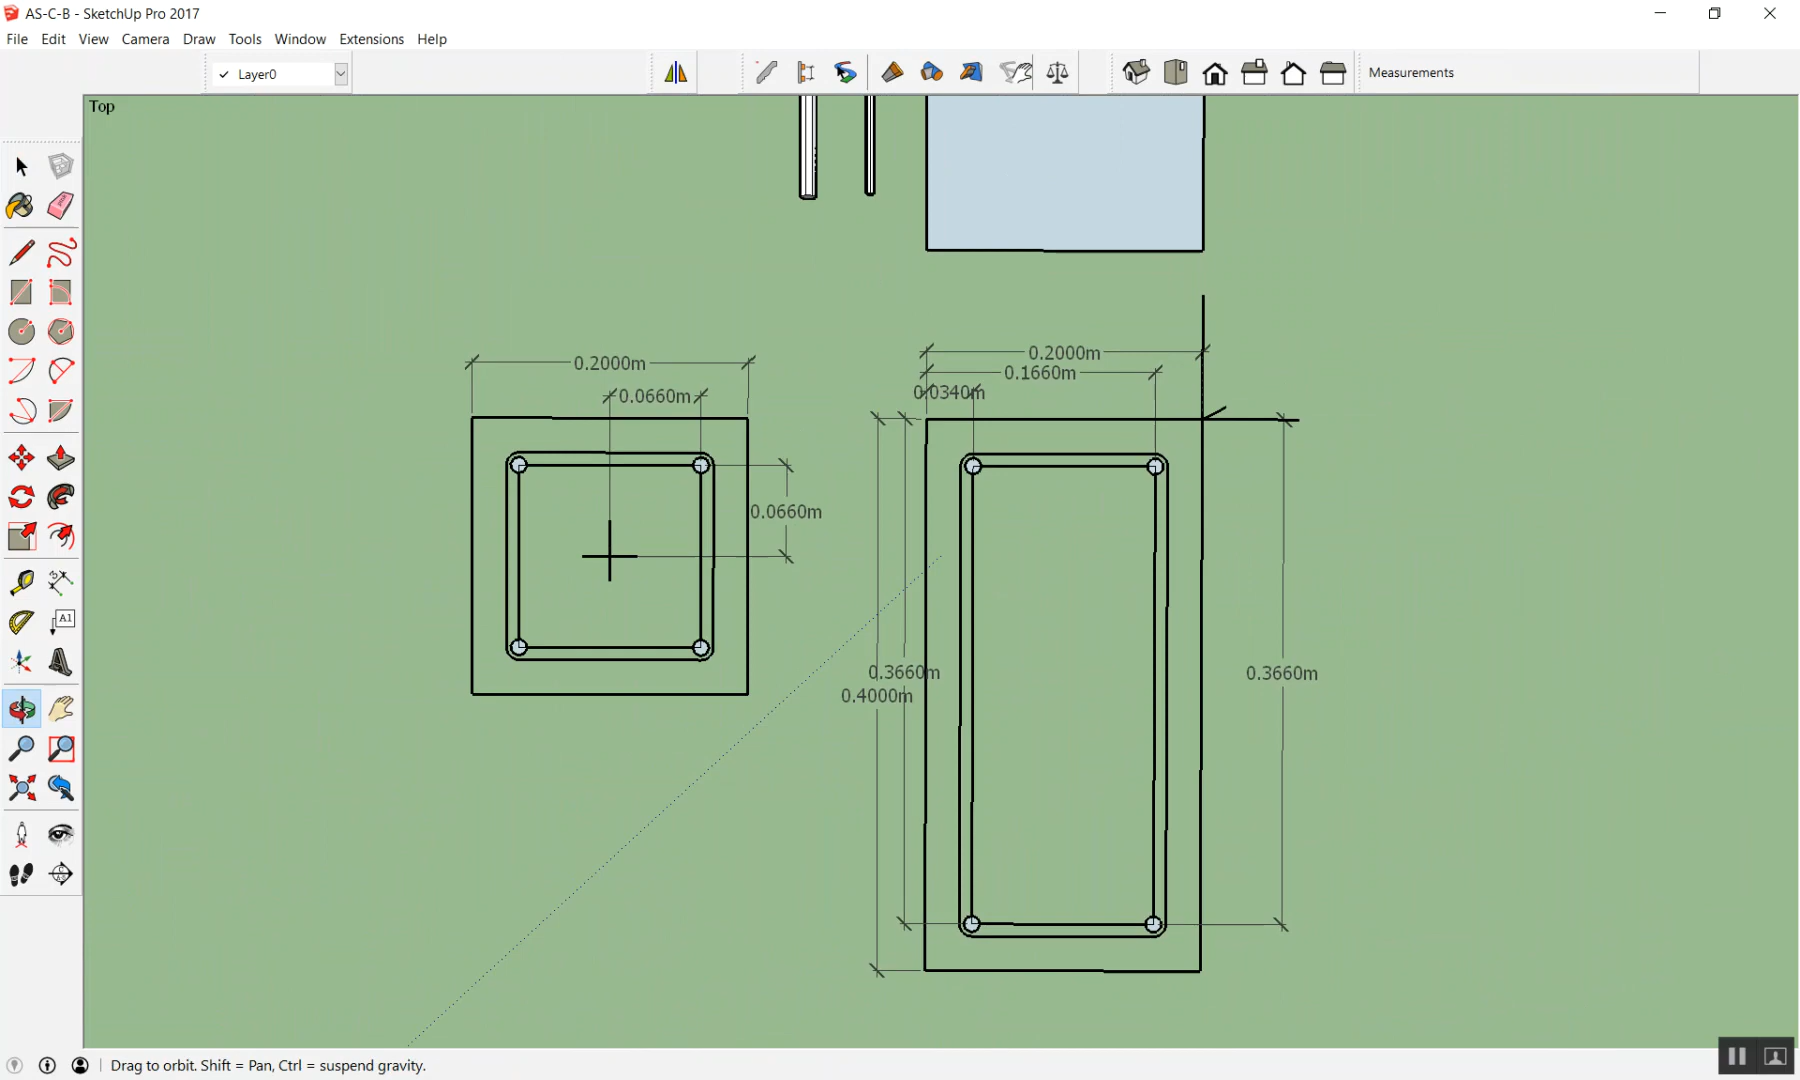 AS-C-B - SketchUp Pro 2017
File Edit View Camera Draw Tools Window Extensions Help
✓ Layer0
Measurements
Top
0.2000m
0.0660m
0.0660m
0.2000m
0.1660m
0.0340m
0.3660m
0.4000m
0.3660m
A1
Drag to orbit. Shift = Pan, Ctrl = suspend gravity.